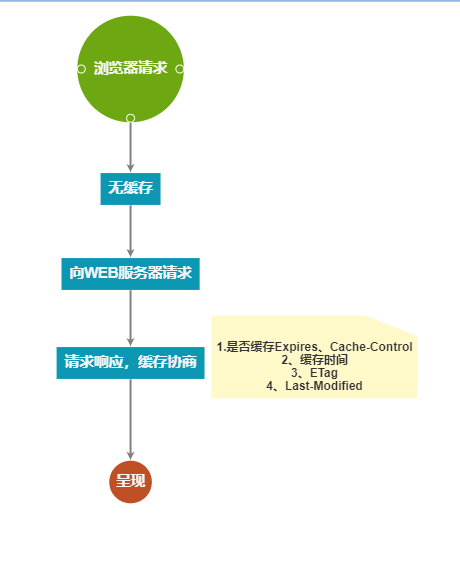 浏览器请求
无缓存
向WEB服务器请求
请求响应，缓存协商
1.是否缓存Expires、Cache-Control
2、缓存时间
3、ETag
4、Last-Modified
呈现